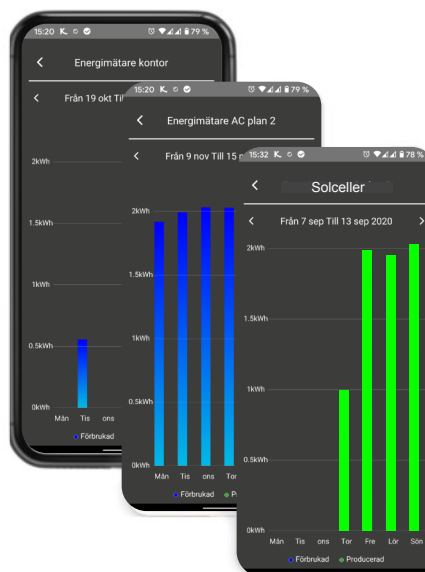 15:20 K 79 %
Energimätare kontor
Från 19 okt Til
2kWh
1.5kWh
1kWh
0.5kWh
0kWh
Mån Tis ons
Förbrukad
15:20 K 79 %
Energimätare AC plan 2
Från 9 nov Till 15 n
2kWh
1.5kWh
1kWh
0.5kWh
0kWh
Mån Tis ons Tor
Förbrukad P
15:32 K 78 %
Solceller
Från 7 sep Till 13 sep 2020
2kWh
1.5kWh
1kWh
0.5kWh
0kWh
Mån Tis ons Tor Fre Lör Sön
Förbrukad Producerad